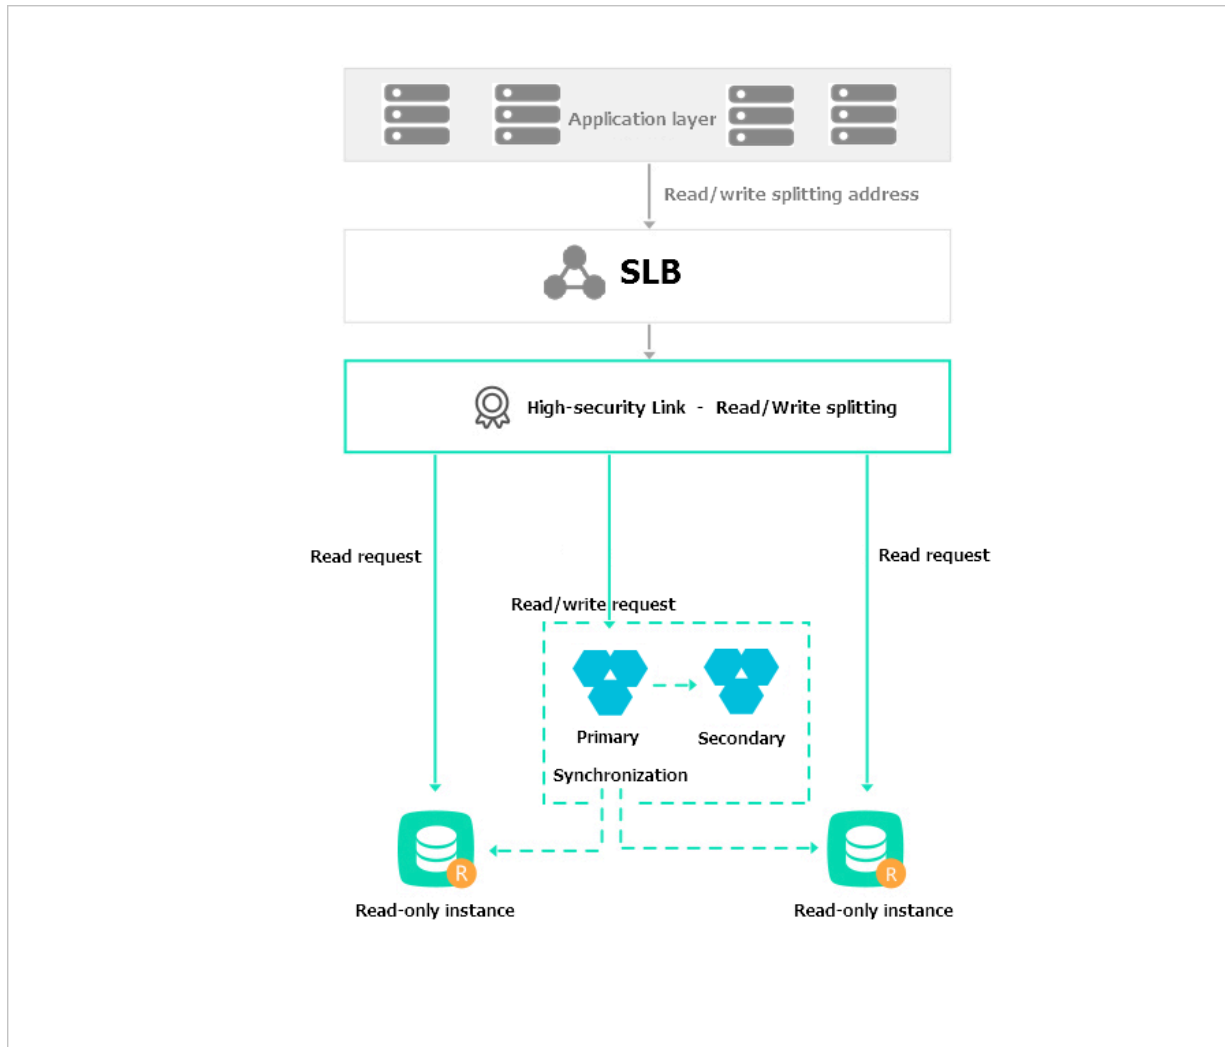 Application layer
Read/write splitting address
SLB
High-security Link - Read/Write splitting
Read request
Read request
Read/write request
Primary
Secondary
Synchronization
R
R
Read-only instance
Read-only instance